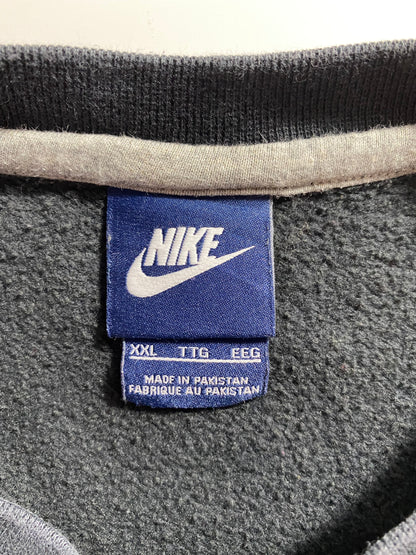 NIKE
XXL TTG EEG
MADE IN PAKISTAN
FABRIQUE AU PAKISTAN